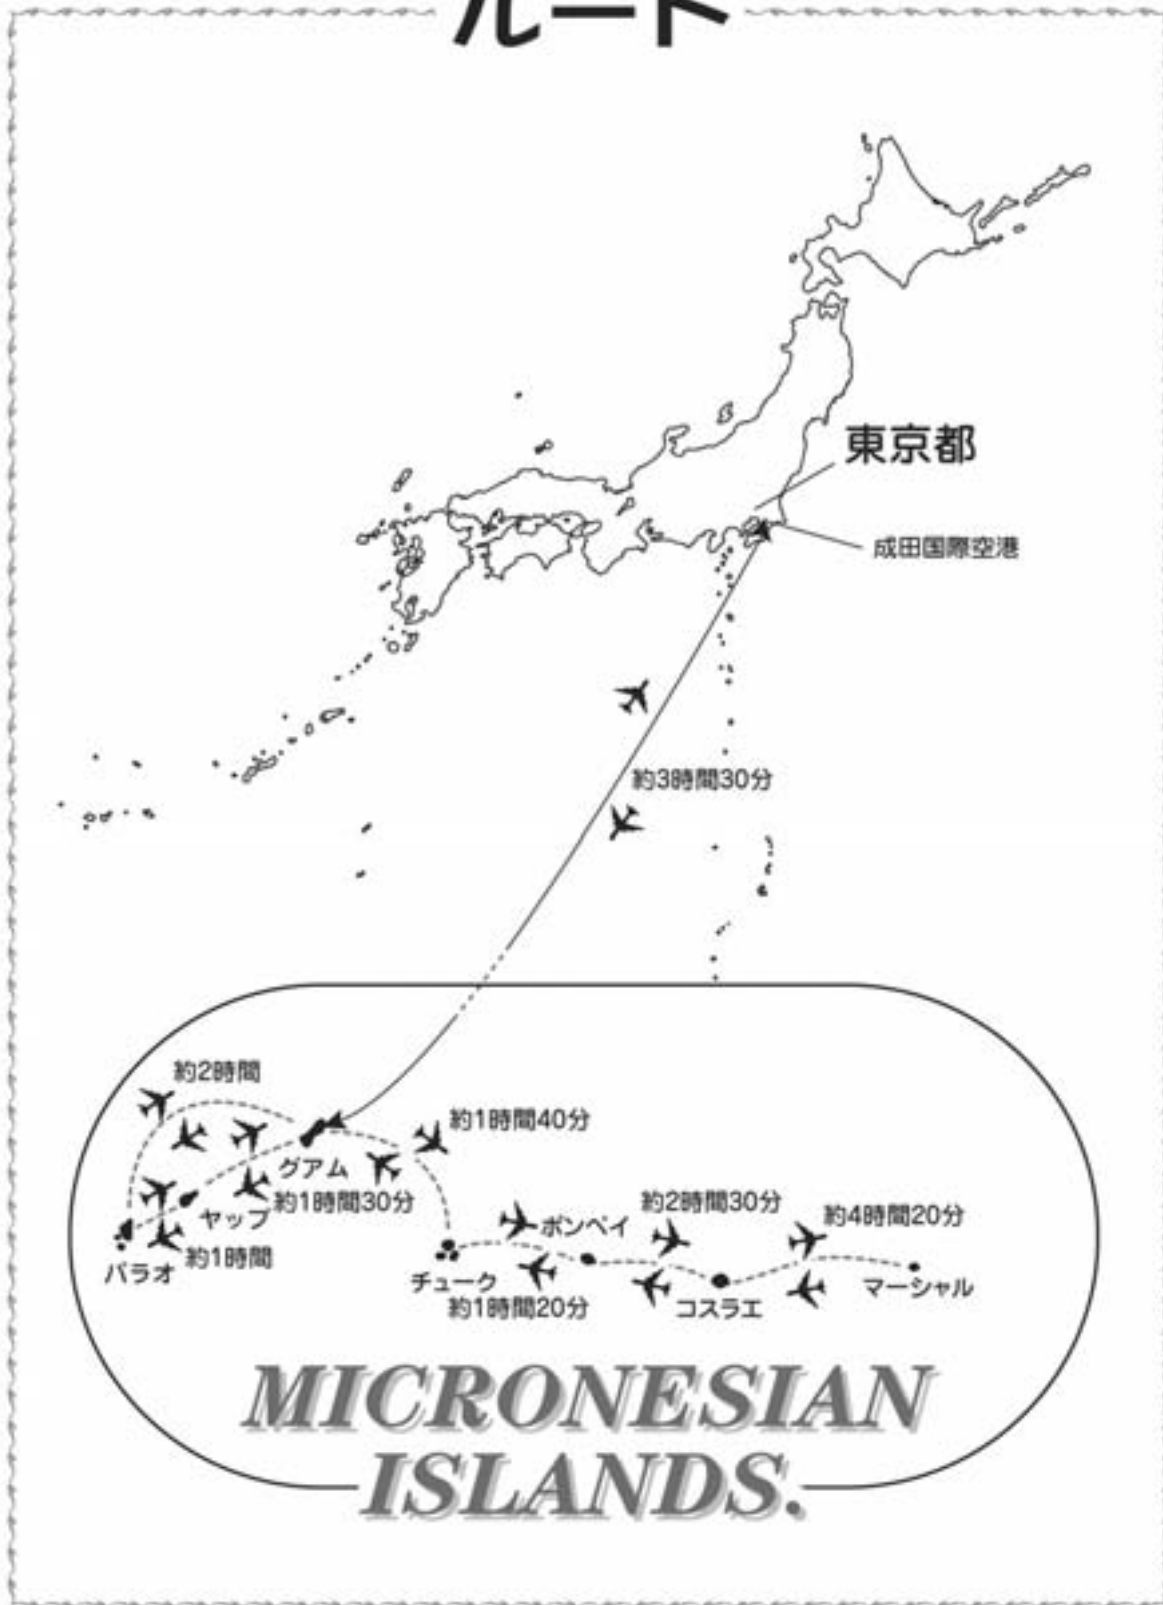 ルート
東京都
成田国際空港
約3時間30分
約2時間
約1時間40分
グアム
約1時間30分
ヤップ
約1時間
パラオ
ポンペイ
約2時間30分
約4時間20分
チューク
約1時間20分
コスラエ
マーシャル
MICRONESIAN
ISLANDS.